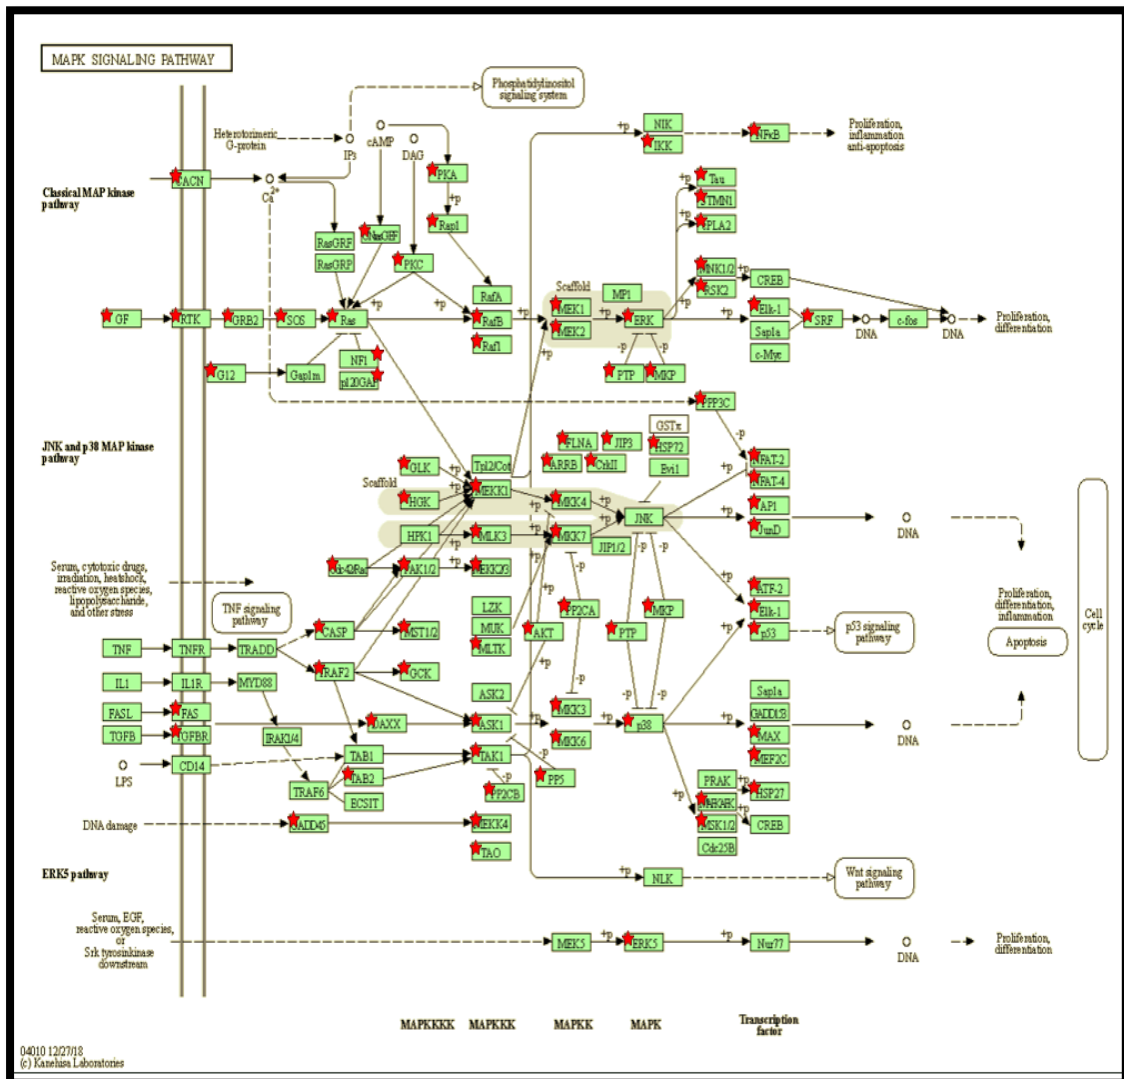 MAPK SIGNALING PATHWAY
Phosphatidylinositol
signaling system
Heterotorimeric
G-protein
IP3
cAMP
DAG
NIK
IKK
+p
NFκB
Proliferation,
inflammation
anti-apoptosis
CACN
Ca2+
PKA
+p
Tau
STMN1
cPLA2
+p
+p
Classical MAP kinase
pathway
Rap1
RasGRF
RasGRP
CNrasGEF
PKC
RafA
Scaffold
MP1
MNK1/2
RSK2
+p
CREB
GF
RTK
GRB2
SOS
Ras
+p
+p
RafB
Raf1
+p
MEK1
MEK2
+p
ERK
+p
+p
Elk-1
Sap1a
c-Myc
SRF
DNA
c-fos
DNA
Proliferation,
differentiation
G12
Gap1m
NF1
p120GAP
+p
-p
-p
PTP
MKP
PPP3C
-p
JNK and p38 MAP kinase
pathway
GLK
+p
Tpl2/Cot
FLNA
JIP3
GSTπ
HSP72
ARRB
CrkII
Evi1
NFAT-2
NFAT-4
-p
Scaffold
HGK
+p
MEKK1
+p
MKK4
+p
JNK
+p
AP1
JunD
DNA
HPK1
+p
MLK3
+p
MKK7
+p
JIP1/2
-p
-p
Cdc42/Rac
PAK1/2
+p
MEKK2/3
+p
Serum, cytotoxic drugs,
irradiation, heatshock,
reactive oxygen species,
lipopolysaccharide,
and other stress
TNF signaling
pathway
LZK
MUK
MLTK
PP2CA
-p
AKT
+p
PTP
MKP
ATF-2
Elk-1
p53
+p
p53 signaling
pathway
Proliferation,
differentiation,
inflammation
Apoptosis
Cell
cycle
CASP
MST1/2
TNF
TNFR
TRADD
TRAF2
GCK
IL1
IL1R
MYD88
ASK2
-p
-p
-p
FASL
FAS
DAXX
ASK1
+p
MKK3
MKK6
+p
p38
+p
Sap1a
GADD153
MAX
MEF2C
DNA
TGFB
TGFBR
IRAK1/4
LPS
CD14
TAB1
TAK1
-p
TAB2
-p
PP5
PP2CB
TRAF6
ECSIT
PRAK
+p
HSP27
MAPKAPK
+p
MSK1/2
+p
CREB
Cdc25B
DNA damage
GADD45
MEKK4
TAO
ERK5 pathway
+p
NLK
Wnt signaling
pathway
Serum, EGF,
reactive oxygen species,
or
Srk tyrosinkinase
downstream
MEK5
+p
ERK5
+p
Nur77
DNA
Proliferation,
differentiation
MAPKKKK
MAPKKK
MAPKK
MAPK
Transcription
factor
04010 12/27/18
(c) Kanehisa Laboratories